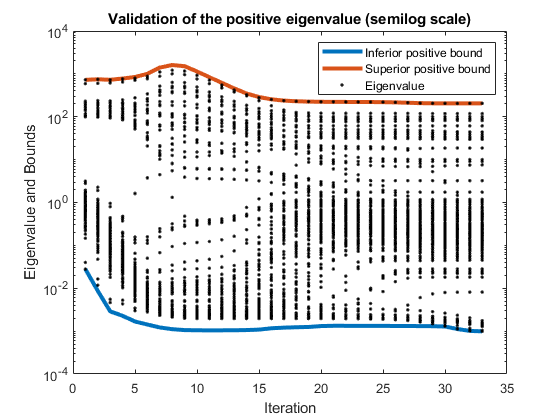 Validation of the positive eigenvalue (semilog scale)
10^4
Inferior positive bound
Superior positive bound
Eigenvalue
10^2
10^0
10^-2
10^-4
Eigenvalue and Bounds
0 5 10 15 20 25 30 35
Iteration